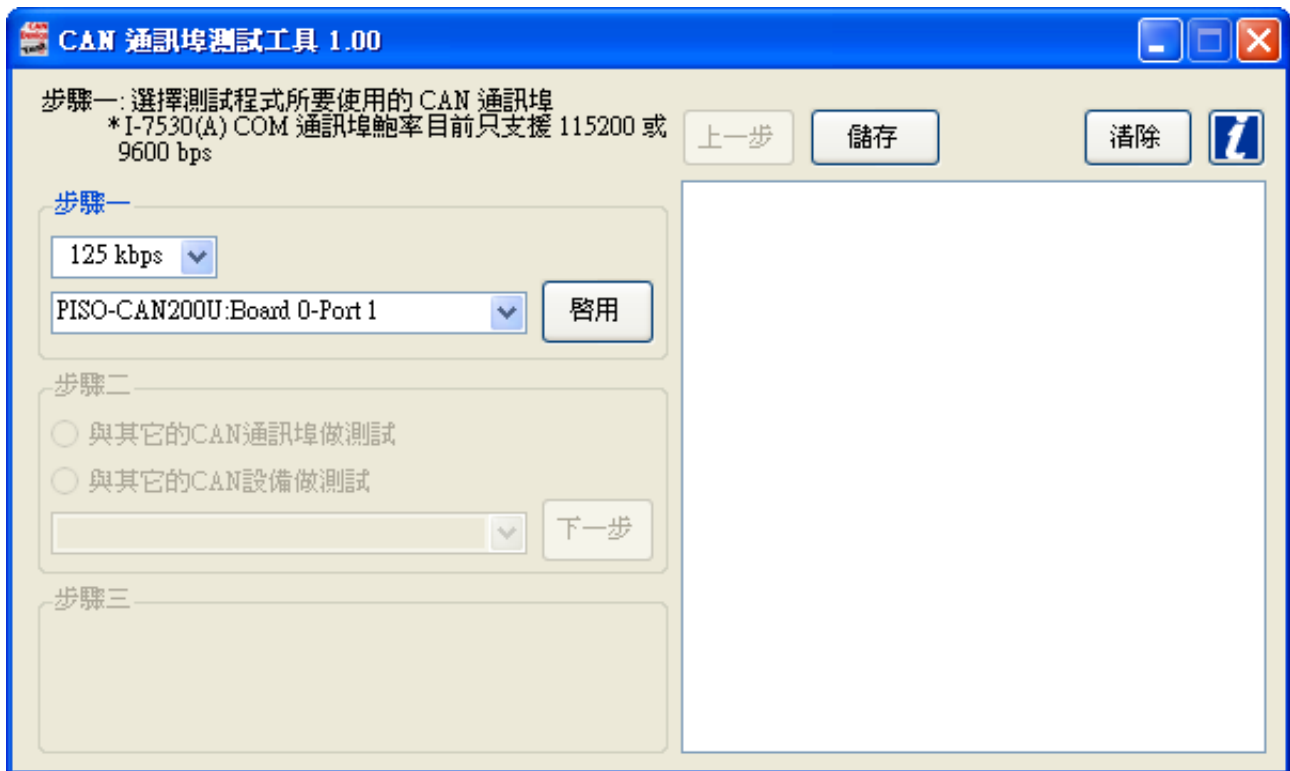 CAN 通訊埠測試工具 1.00
步驟一: 選擇測試程式所要使用的 CAN 通訊埠
*I-7530(A) COM 通訊埠鮑率目前只支援 115200 或
9600 bps
上一步
儲存
清除
步驟一
125 kbps
PISO-CAN200U:Board 0-Port 1
啓用
步驟二
與其它的CAN通訊埠做測試
與其它的CAN設備做測試
下一步
步驟三